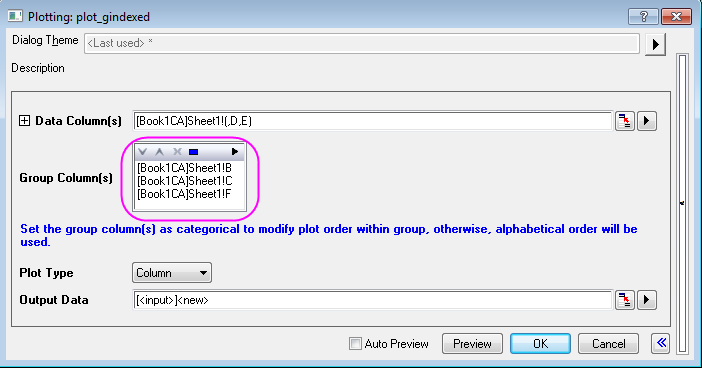 Plotting: plot_gindexed
Dialog Theme <Last used> *
Description
Data Column(s) [Book1CA]Sheet1!(,D,E)
Group Column(s)
[Book1CA]Sheet1!B
[Book1CA]Sheet1!C
[Book1CA]Sheet1!F
Set the group column(s) as categorical to modify plot order within group, otherwise, alphabetical order will be
used.
Plot Type Column
Output Data [<input>]<new>
Auto Preview Preview OK Cancel